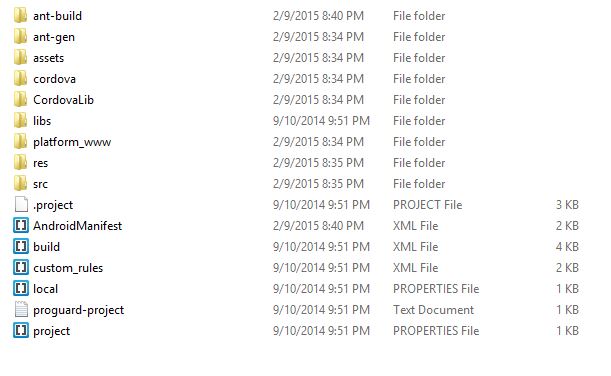 ant-build 2/9/2015 8:40 PM File folder
ant-gen 2/9/2015 8:34 PM File folder
assets 2/9/2015 8:34 PM File folder
cordova 2/9/2015 8:34 PM File folder
CordovaLib 2/9/2015 8:34 PM File folder
libs 9/10/2014 9:51 PM File folder
platform_www 2/9/2015 8:34 PM File folder
res 2/9/2015 8:35 PM File folder
src 2/9/2015 8:35 PM File folder
.project 9/10/2014 9:51 PM PROJECT File 3 KB
AndroidManifest 2/9/2015 8:40 PM XML File 2 KB
build 9/10/2014 9:51 PM XML File 4 KB
custom_rules 9/10/2014 9:51 PM XML File 2 KB
local 9/10/2014 9:51 PM PROPERTIES File 1 KB
proguard-project 9/10/2014 9:51 PM Text Document 1 KB
project 9/10/2014 9:51 PM PROPERTIES File 1 KB